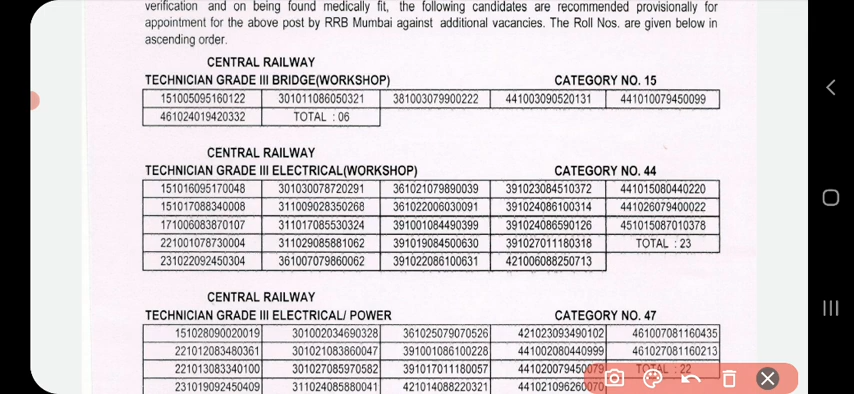 verification and on being found medically fit, the following candidates are recommended provisionally for
appointment for the above post by RRB Mumbai against additional vacancies. The Roll Nos. are given below in
ascending order.
CENTRAL RAILWAY
TECHNICIAN GRADE III BRIDGE(WORKSHOP) CATEGORY NO. 15
151005095160122 301011086050321 381003079900222 441003090520131 441010079450099
461024019420332 TOTAL : 06
CENTRAL RAILWAY
TECHNICIAN GRADE III ELECTRICAL(WORKSHOP) CATEGORY NO. 44
151016095170048 301030078720291 361021079890039 391023084510372 441015080440220
151017088340008 311009028350268 361022006030091 391024086100314 441026079400022
171006083870107 311017085530324 391001084490399 391024086590126 451015087010378
221001078730004 311029085881062 391019084500630 391027011180318 TOTAL : 23
231022092450304 361007079860062 391022086100631 421006088250713
CENTRAL RAILWAY
TECHNICIAN GRADE III ELECTRICAL/ POWER CATEGORY NO. 47
151028090020019 301002034690328 361025079070526 421023093490102 461007081160435
221012083480361 301021083860047 391001086100228 441002080440999 461027081160213
221013083340100 301027085970582 391017011180057 441020079450079 TOTAL : 22
231019092450409 311024085880041 421014088220321 441021096260070